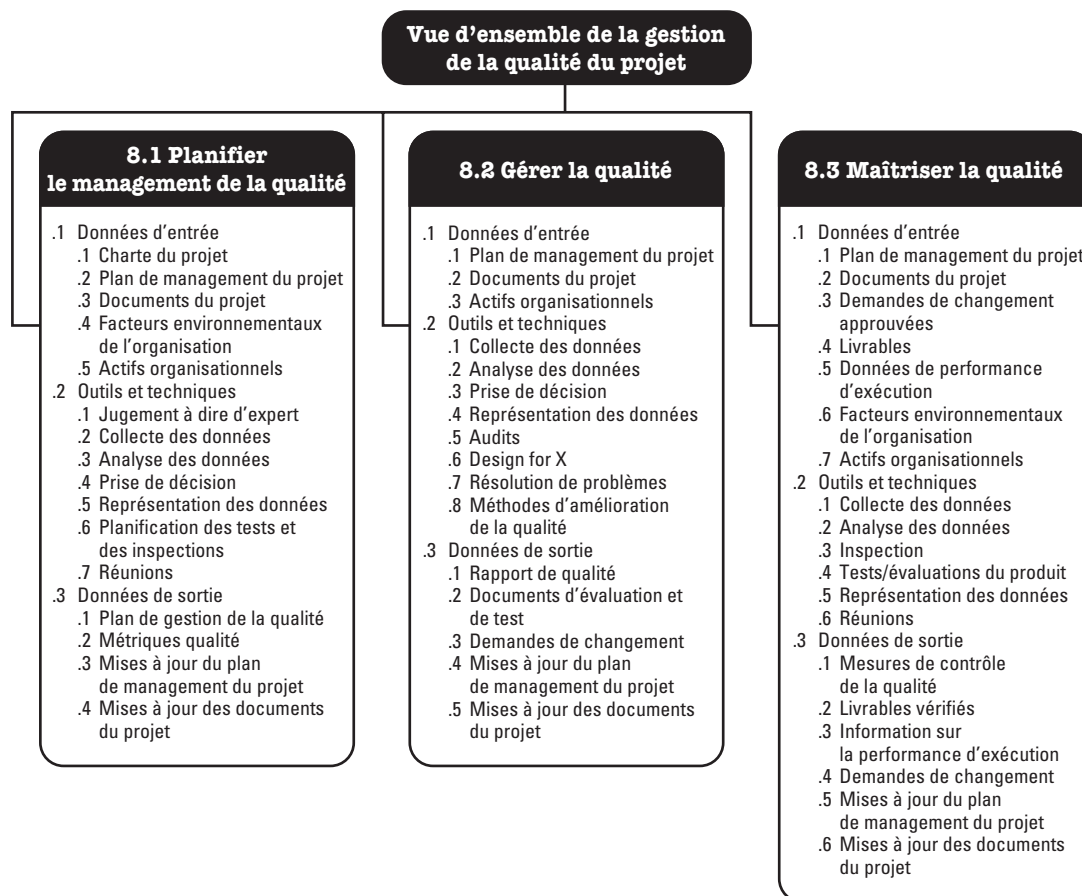 Vue d’ensemble de la gestion
de la qualité du projet
8.1 Planifier
le management de la qualité
.1 Données d’entrée
.1 Charte du projet
.2 Plan de management du projet
.3 Documents du projet
.4 Facteurs environnementaux
de l’organisation
.5 Actifs organisationnels
.2 Outils et techniques
.1 Jugement à dire d’expert
.2 Collecte des données
.3 Analyse des données
.4 Prise de décision
.5 Représentation des données
.6 Planification des tests et
des inspections
.7 Réunions
.3 Données de sortie
.1 Plan de gestion de la qualité
.2 Métriques qualité
.3 Mises à jour du plan
de management du projet
.4 Mises à jour des documents
du projet
8.2 Gérer la qualité
.1 Données d’entrée
.1 Plan de management du projet
.2 Documents du projet
.3 Actifs organisationnels
.2 Outils et techniques
.1 Collecte des données
.2 Analyse des données
.3 Prise de décision
.4 Représentation des données
.5 Audits
.6 Design for X
.7 Résolution de problèmes
.8 Méthodes d’amélioration
de la qualité
.3 Données de sortie
.1 Rapport de qualité
.2 Documents d’évaluation et
de test
.3 Demandes de changement
.4 Mises à jour du plan
de management du projet
.5 Mises à jour des documents
du projet
8.3 Maîtriser la qualité
.1 Données d’entrée
.1 Plan de management du projet
.2 Documents du projet
.3 Demandes de changement
approuvées
.4 Livrables
.5 Données de performance
d’exécution
.6 Facteurs environnementaux
de l’organisation
.7 Actifs organisationnels
.2 Outils et techniques
.1 Collecte des données
.2 Analyse des données
.3 Inspection
.4 Tests/évaluations du produit
.5 Représentation des données
.6 Réunions
.3 Données de sortie
.1 Mesures de contrôle
de la qualité
.2 Livrables vérifiés
.3 Information sur
la performance d’exécution
.4 Demandes de changement
.5 Mises à jour du plan
de management du projet
.6 Mises à jour des documents
du projet